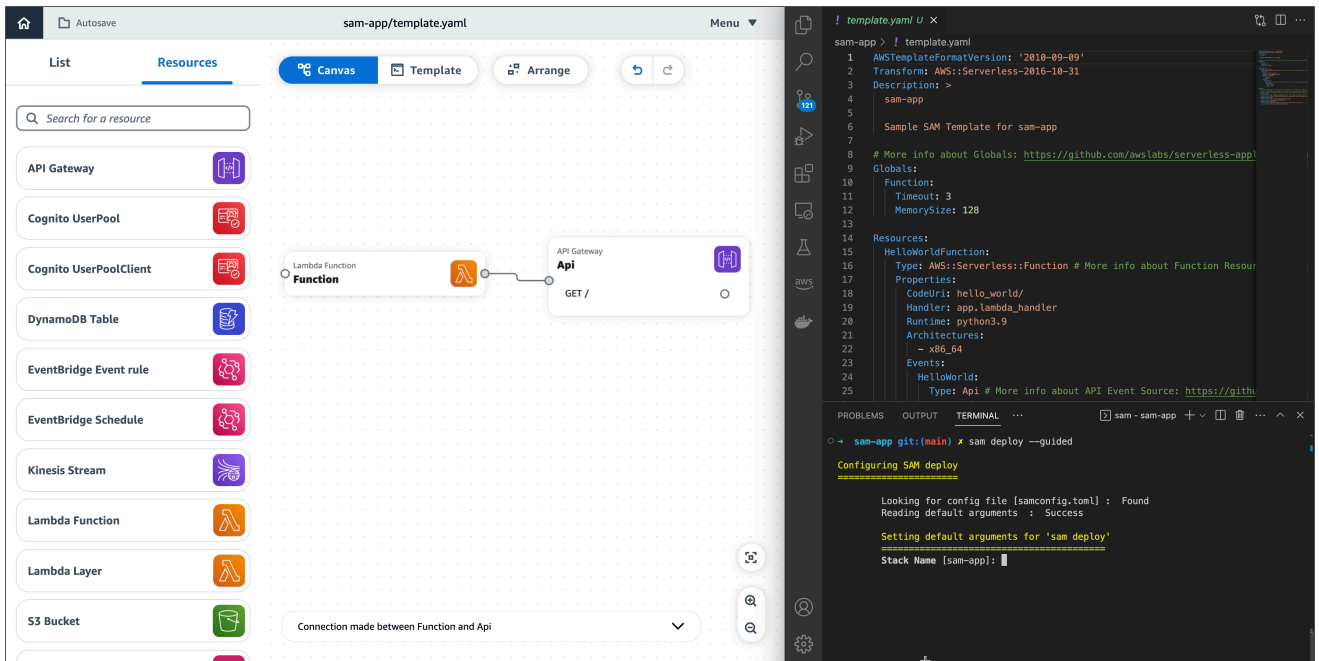 Autosave
sam-app/template.yaml
Menu ▼
List
Resources
Canvas
Template
Arrange
Search for a resource
API Gateway
Cognito UserPool
Cognito UserPoolClient
DynamoDB Table
EventBridge Event rule
EventBridge Schedule
Kinesis Stream
Lambda Function
Lambda Layer
S3 Bucket
Lambda Function
Function
API Gateway
Api
GET /
Connection made between Function and Api
121
aws
! template.yaml U ×
sam-app > ! template.yaml
1 AWSTemplateFormatVersion: '2010-09-09'
2 Transform: AWS::Serverless-2016-10-31
3 Description: >
4 sam-app
5
6 Sample SAM Template for sam-app
7
8 # More info about Globals: https://github.com/awslabs/serverless-appl
9 Globals:
10 Function:
11 Timeout: 3
12 MemorySize: 128
13
14 Resources:
15 HelloWorldFunction:
16 Type: AWS::Serverless::Function # More info about Function Resour
17 Properties:
18 CodeUri: hello_world/
19 Handler: app.lambda_handler
20 Runtime: python3.9
21 Architectures:
22 - x86_64
23 Events:
24 HelloWorld:
25 Type: Api # More info about API Event Source: https://githu
PROBLEMS OUTPUT TERMINAL ··· sam - sam-app
→ sam-app git:(main) ✗ sam deploy --guided
Configuring SAM deploy
======================
Looking for config file [samconfig.toml] : Found
Reading default arguments : Success
Setting default arguments for 'sam deploy'
=========================================
Stack Name [sam-app]: